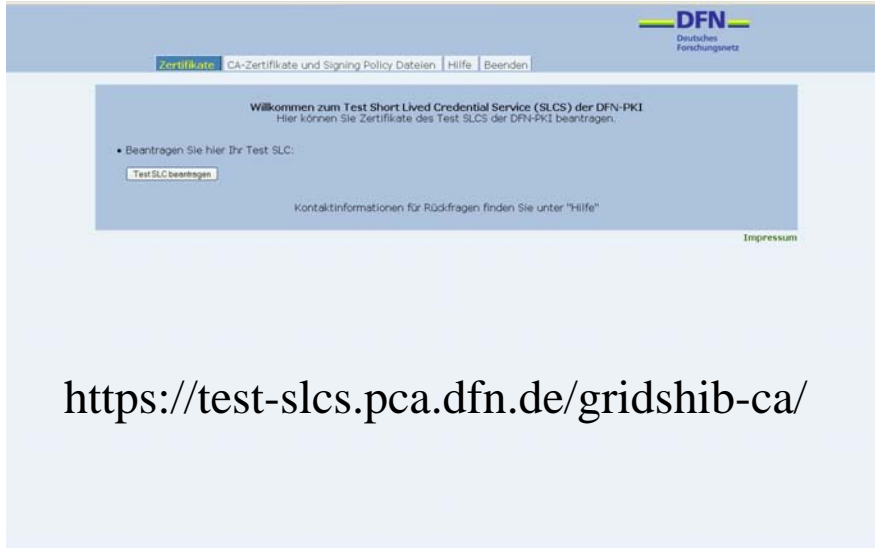 DFN
Deutsches
Forschungsnetz
Zertifikate CA-Zertifikate und Signing Policy Dateien Hilfe Beenden
Willkommen zum Test Short Lived Credential Service (SLCS) der DFN-PKI
Hier können Sie Zertifikate des Test SLCS der DFN-PKI beantragen.
• Beantragen Sie hier Ihr Test SLC:
Test SLC beantragen
Kontaktinformationen für Rückfragen finden Sie unter "Hilfe"
Impressum
https://test-slcs.pca.dfn.de/gridshib-ca/